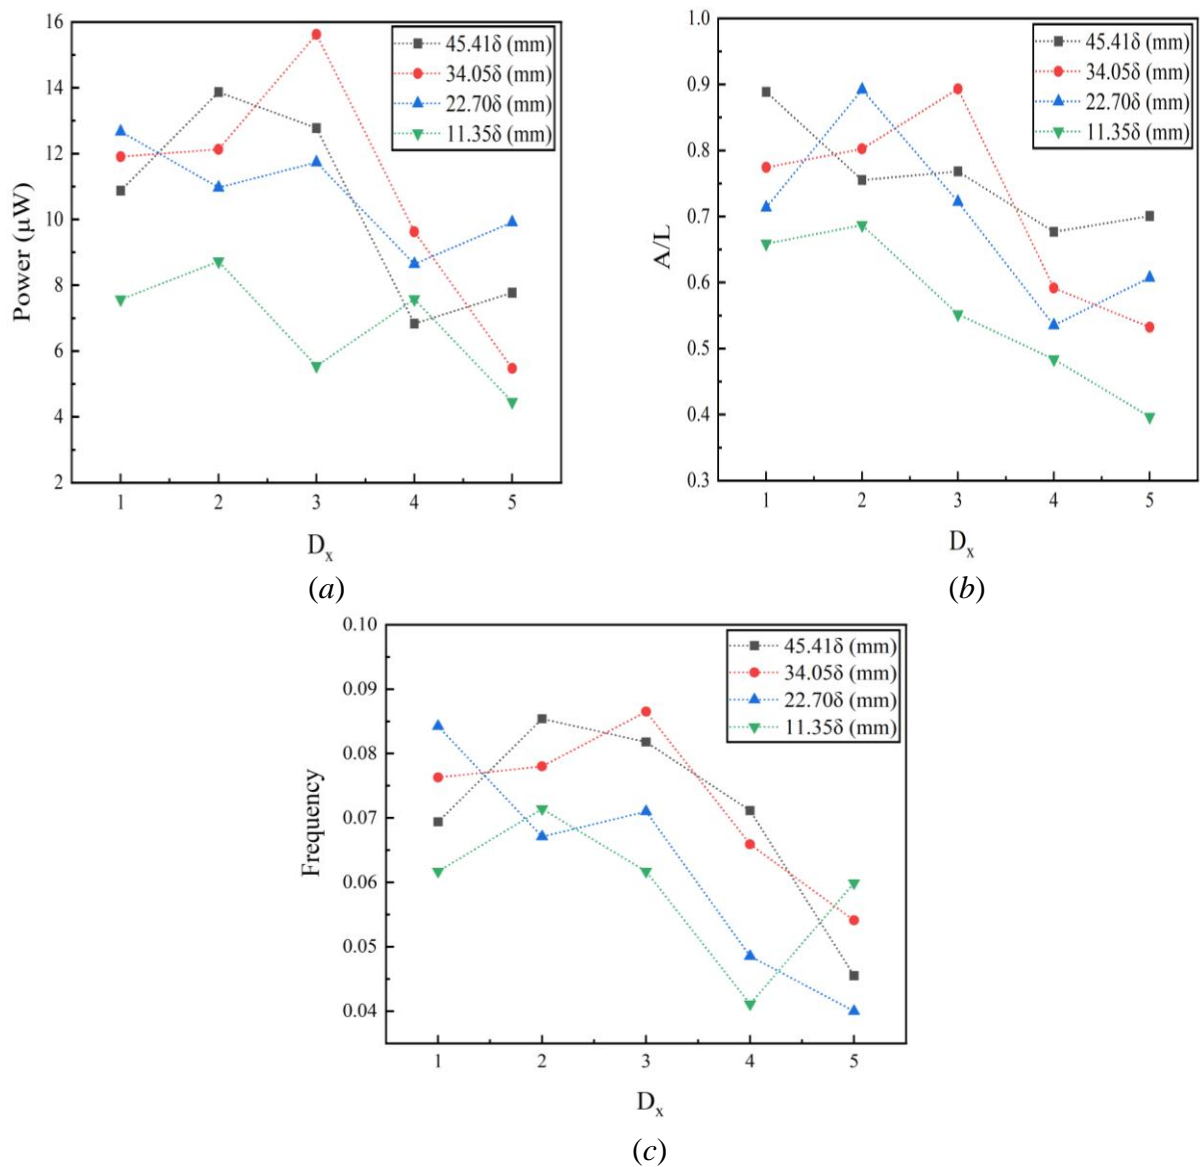 16
14
12
10
8
6
4
2
Power (µW)
1 2 3 4 5
Dx
45.41δ (mm)
34.05δ (mm)
22.70δ (mm)
11.35δ (mm)
(a)
1.0
0.9
0.8
0.7
0.6
0.5
0.4
0.3
A/L
1 2 3 4 5
Dx
45.41δ (mm)
34.05δ (mm)
22.70δ (mm)
11.35δ (mm)
(b)
0.10
0.09
0.08
0.07
0.06
0.05
0.04
Frequency
1 2 3 4 5
Dx
45.41δ (mm)
34.05δ (mm)
22.70δ (mm)
11.35δ (mm)
(c)